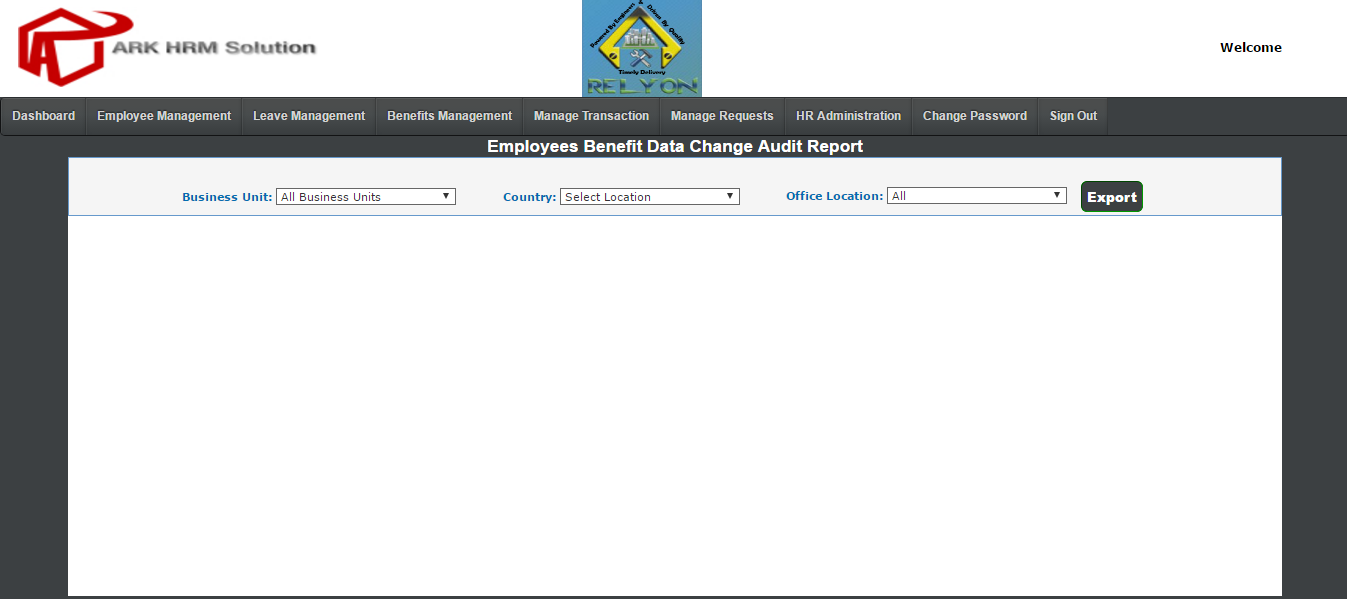 ARK HRM Solution
Powered By Engineers & Driven By Quality
Timely Delivery
RELYON
Welcome
Dashboard Employee Management Leave Management Benefits Management Manage Transaction Manage Requests HR Administration Change Password Sign Out
Employees Benefit Data Change Audit Report
Business Unit: All Business Units Country: Select Location Office Location: All Export